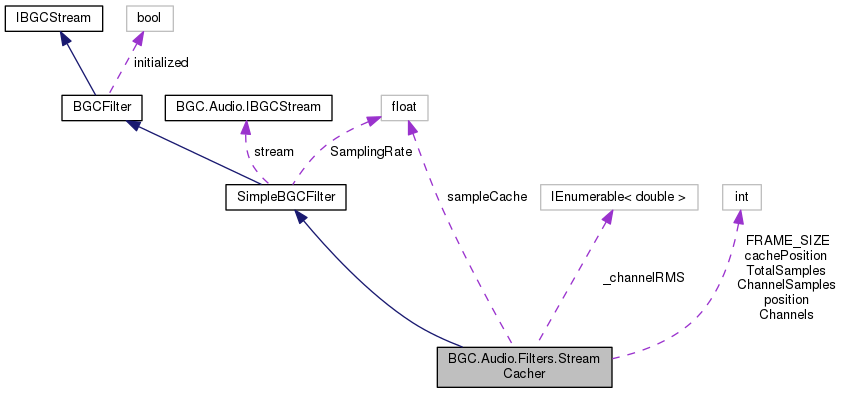 IBGCStream
bool
initialized
BGCFilter
BGC.Audio.IBGCStream
float
stream
SamplingRate
SimpleBGCFilter
sampleCache
IEnumerable< double >
int
_channelRMS
FRAME_SIZE
cachePosition
TotalSamples
ChannelSamples
position
Channels
BGC.Audio.Filters.Stream
Cacher